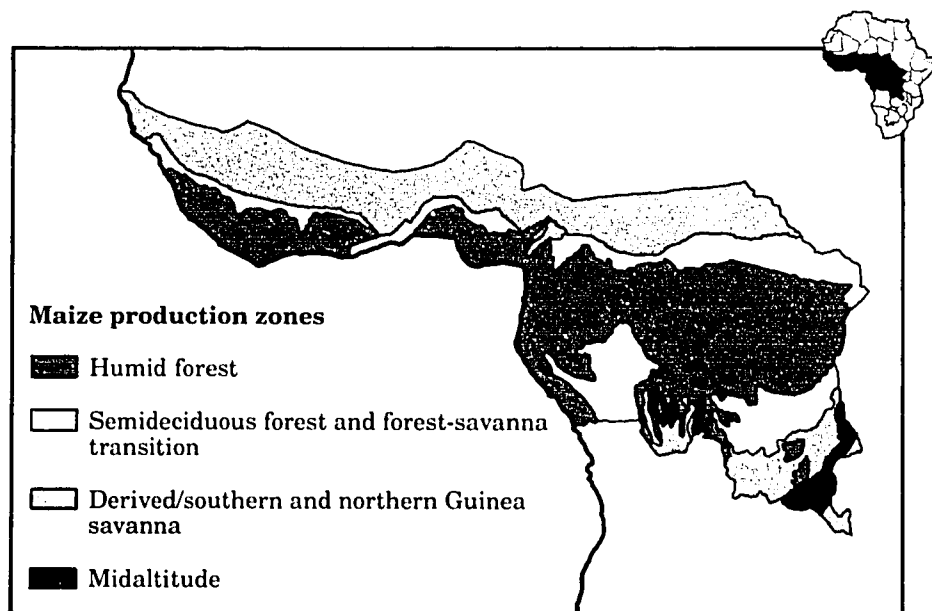 Maize production zones
Humid forest
Semideciduous forest and forest-savanna
transition
Derived/southern and northern Guinea
savanna
Midaltitude